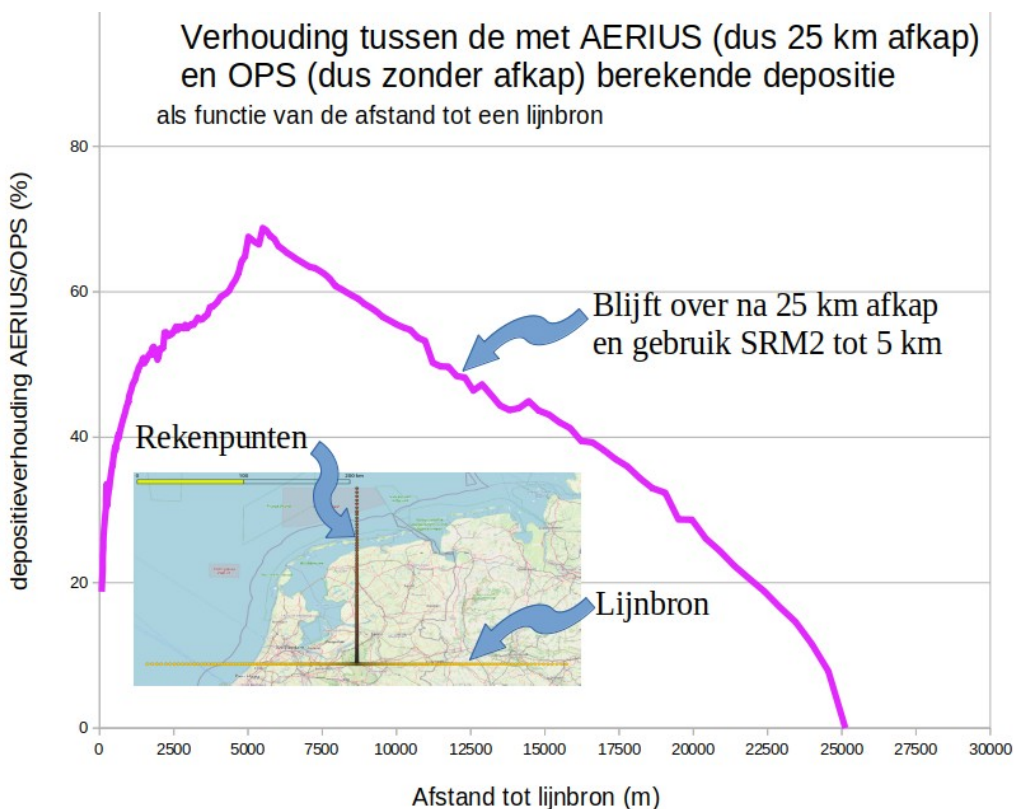 Verhouding tussen de met AERIUS (dus 25 km afkap)
en OPS (dus zonder afkap) berekende depositie
als functie van de afstand tot een lijnbron
depositieverhouding AERIUS/OPS (%)
80
60
40
20
0
Blijft over na 25 km afkap
en gebruik SRM2 tot 5 km
Rekenpunten
Lijnbron
0 2500 5000 7500 10000 12500 15000 17500 20000 22500 25000 27500 30000
Afstand tot lijnbron (m)